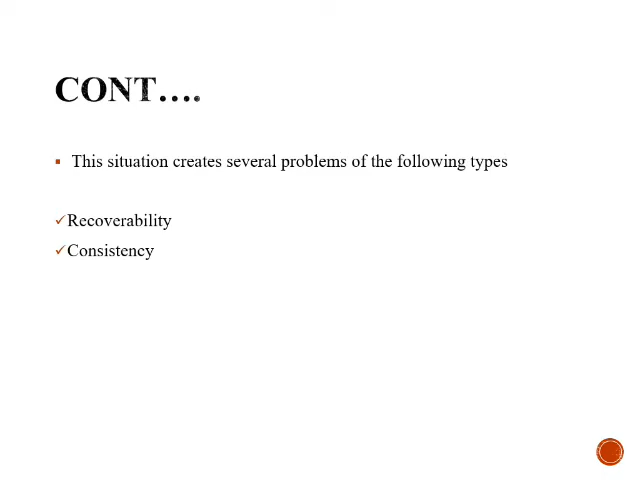 CONT….
This situation creates several problems of the following types
Recoverability
Consistency